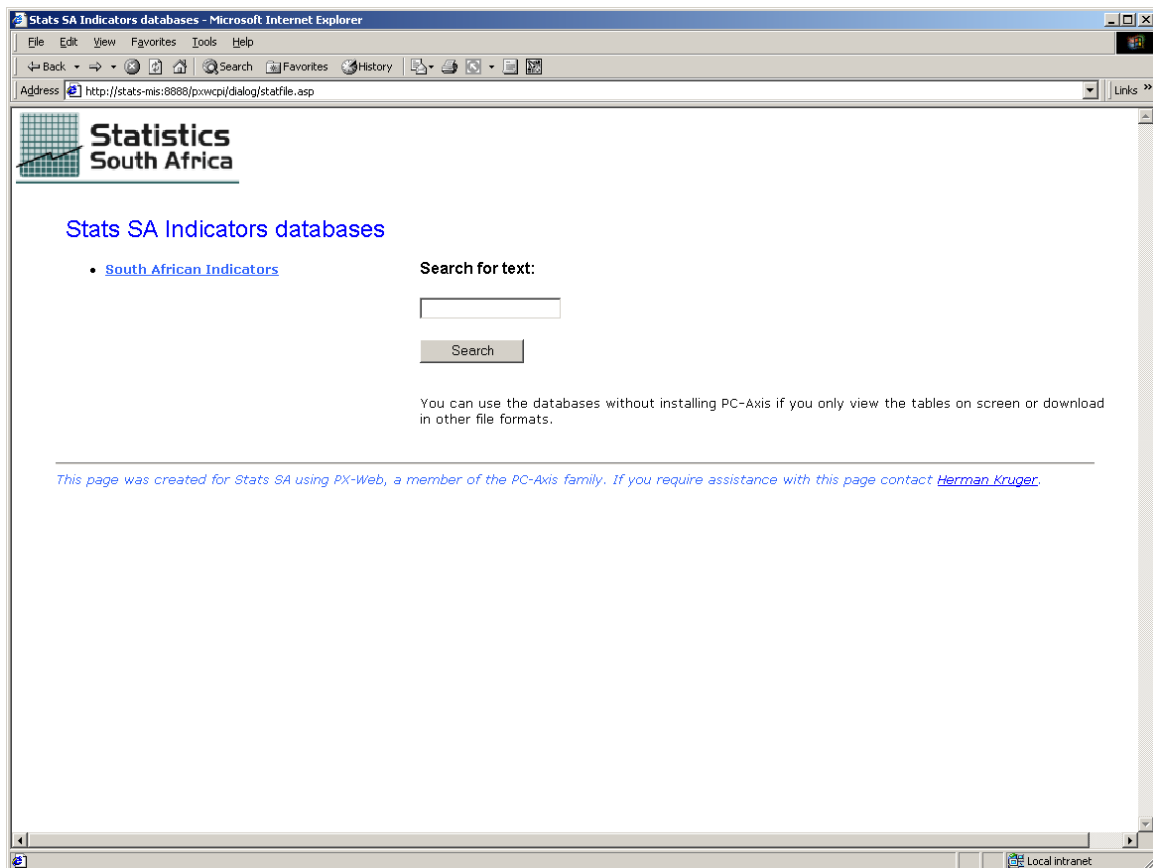 Stats SA Indicators databases - Microsoft Internet Explorer
File Edit View Favorites Tools Help
Back Search Favorites History
Address http://stats-mis:8888/pxwcpi/dialog/statfile.asp Links »
Statistics
South Africa
Stats SA Indicators databases
• South African Indicators
Search for text:
Search
You can use the databases without installing PC-Axis if you only view the tables on screen or download
in other file formats.
This page was created for Stats SA using PX-Web, a member of the PC-Axis family. If you require assistance with this page contact Herman Kruger.
Local intranet